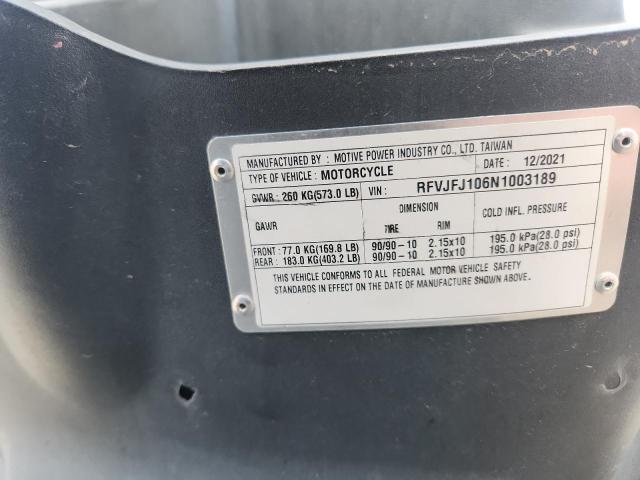 MANUFACTURED BY : MOTIVE POWER INDUSTRY CO., LTD. TAIWAN
TYPE OF VEHICLE : MOTORCYCLE DATE : 12/2021
GVWR : 260 KG(573.0 LB) VIN : RFVJFJ106N1003189
DIMENSION
GAWR TIRE RIM COLD INFL. PRESSURE
FRONT : 77.0 KG(169.8 LB) 90/90-10 2.15x10 195.0 kPa(28.0 psi)
REAR : 183.0 KG(403.2 LB) 90/90-10 2.15x10 195.0 kPa(28.0 psi)
THIS VEHICLE CONFORMS TO ALL FEDERAL MOTOR VEHICLE SAFETY
STANDARDS IN EFFECT ON THE DATE OF MANUFACTURE SHOWN ABOVE.